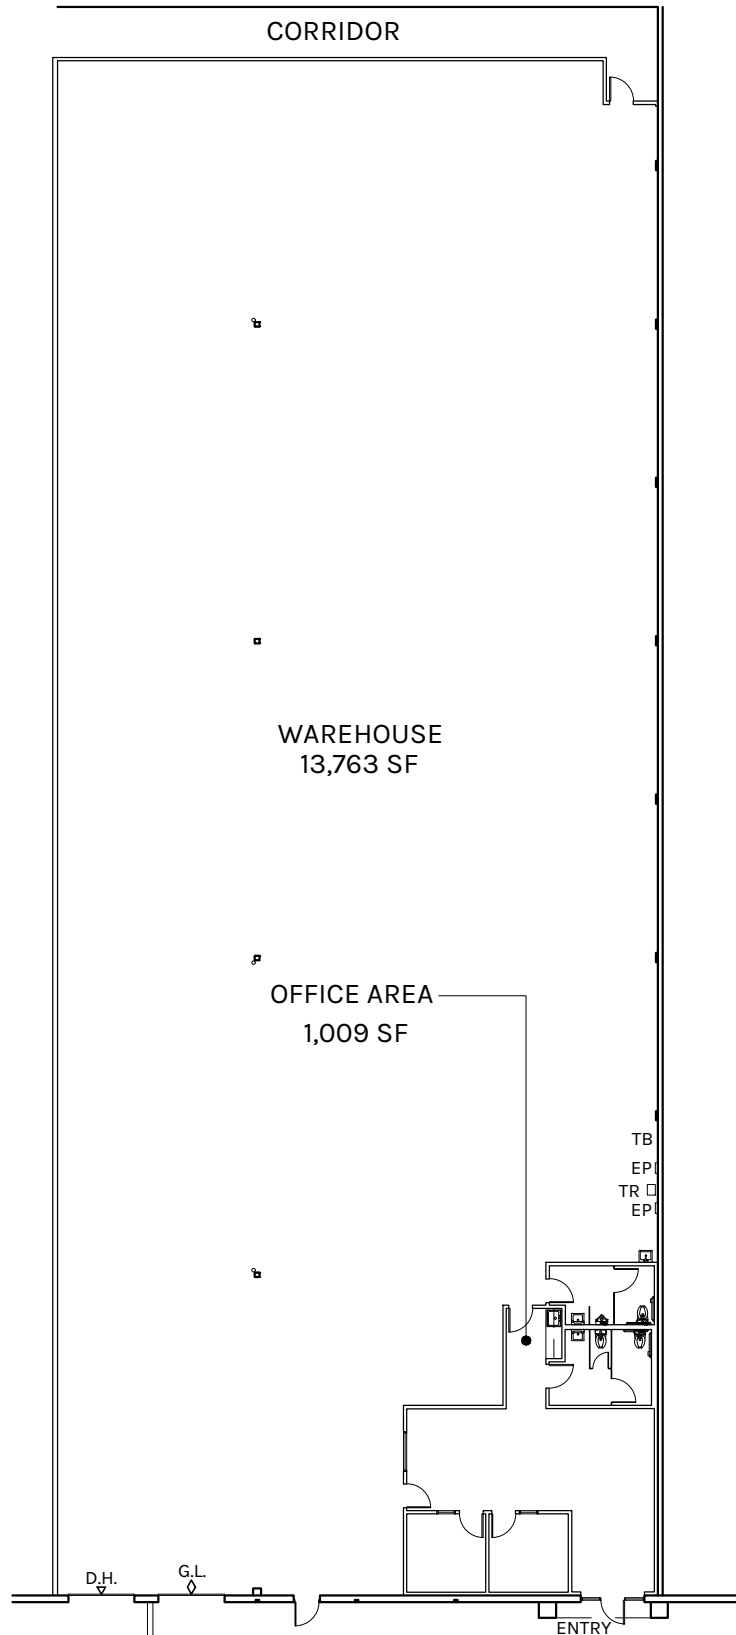 CORRIDOR
WAREHOUSE
13,763 SF
OFFICE AREA
1,009 SF
TB
EP
TR
EP
D.H.
G.L.
ENTRY